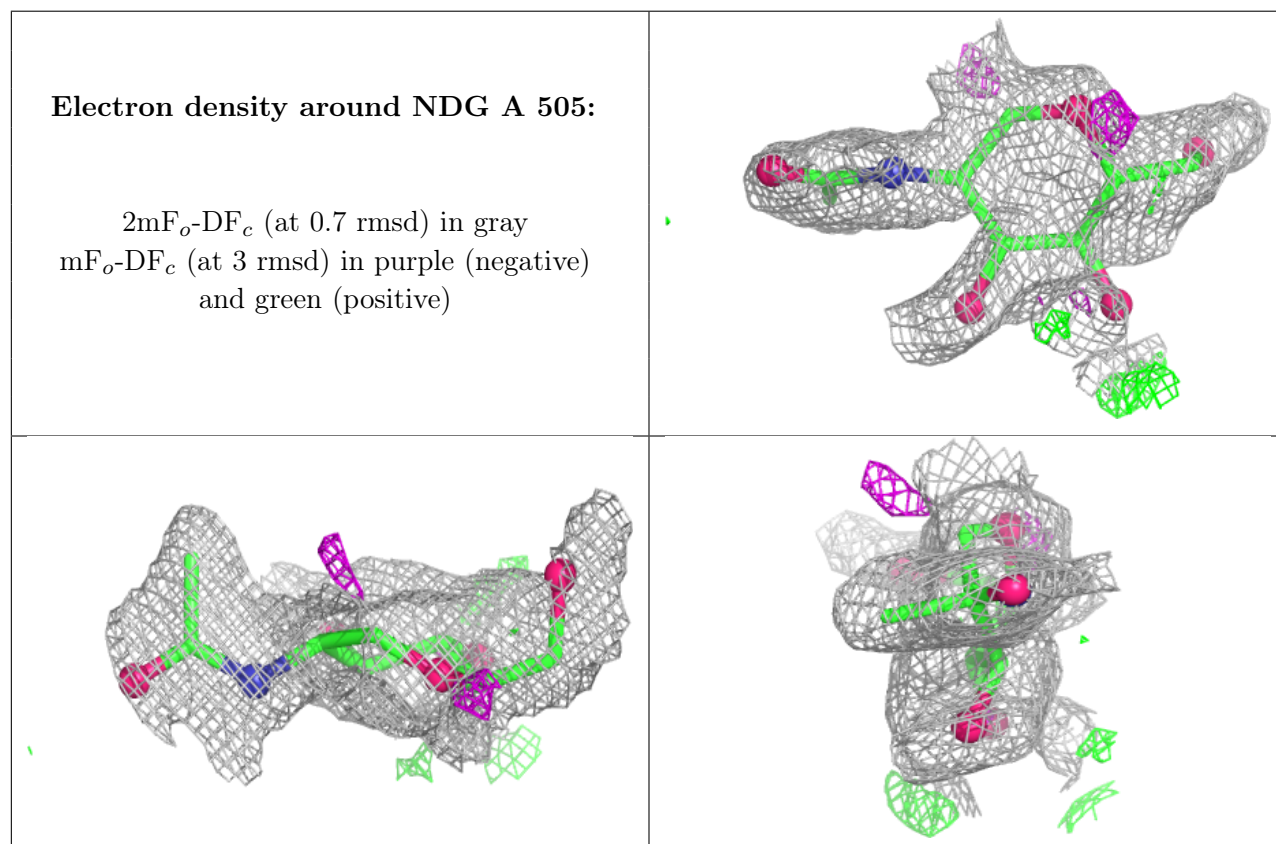 Electron density around NDG A 505:
2mFo-DFc (at 0.7 rmsd) in gray
mFo-DFc (at 3 rmsd) in purple (negative)
and green (positive)